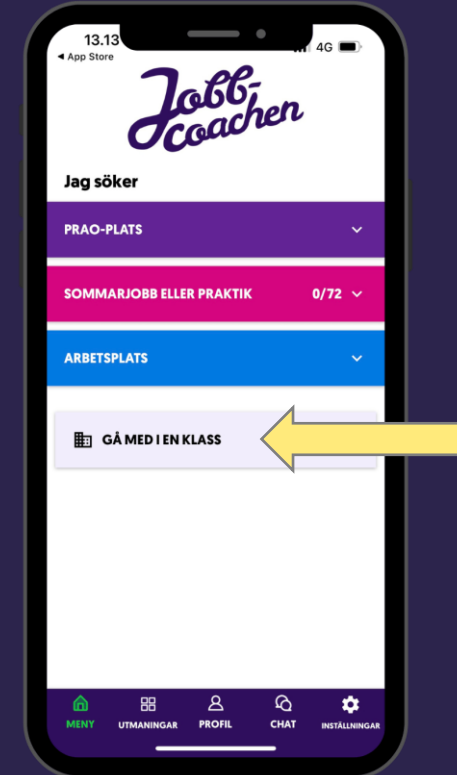 13.13
4G
◀ App Store
Jobb-
coachen
Jag söker
PRAO-PLATS
SOMMARJOBB ELLER PRAKTIK 0/72
ARBETSPLATS
GÅ MED I EN KLASS
MENY UTMANINGAR PROFIL CHAT INSTÄLLNINGAR